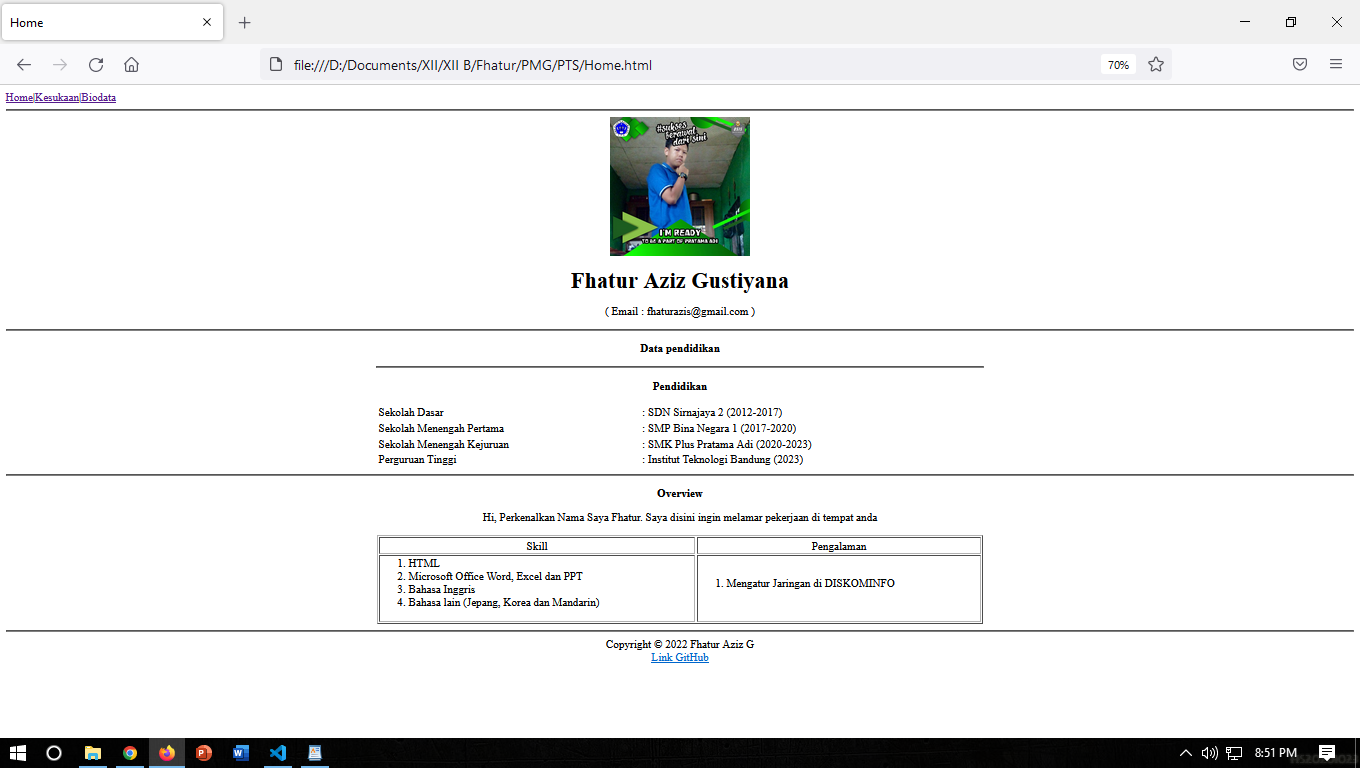 Home
file:///D:/Documents/XII/XII B/Fhatur/PMG/PTS/Home.html
70%
Home|Kesukaan|Biodata
#sukses
berawal
dari sini
I'M READY
TO BE A PART OF PRATAMA ADI
Fhatur Aziz Gustiyana
( Email : fhaturazis@gmail.com )
Data pendidikan
Pendidikan
Sekolah Dasar : SDN Sirnajaya 2 (2012-2017)
Sekolah Menengah Pertama : SMP Bina Negara 1 (2017-2020)
Sekolah Menengah Kejuruan : SMK Plus Pratama Adi (2020-2023)
Perguruan Tinggi : Institut Teknologi Bandung (2023)
Overview
Hi, Perkenalkan Nama Saya Fhatur. Saya disini ingin melamar pekerjaan di tempat anda
Skill Pengalaman
1. HTML
2. Microsoft Office Word, Excel dan PPT
3. Bahasa Inggris
4. Bahasa lain (Jepang, Korea dan Mandarin)
1. Mengatur Jaringan di DISKOMINFO
Copyright © 2022 Fhatur Aziz G
Link GitHub
8:51 PM